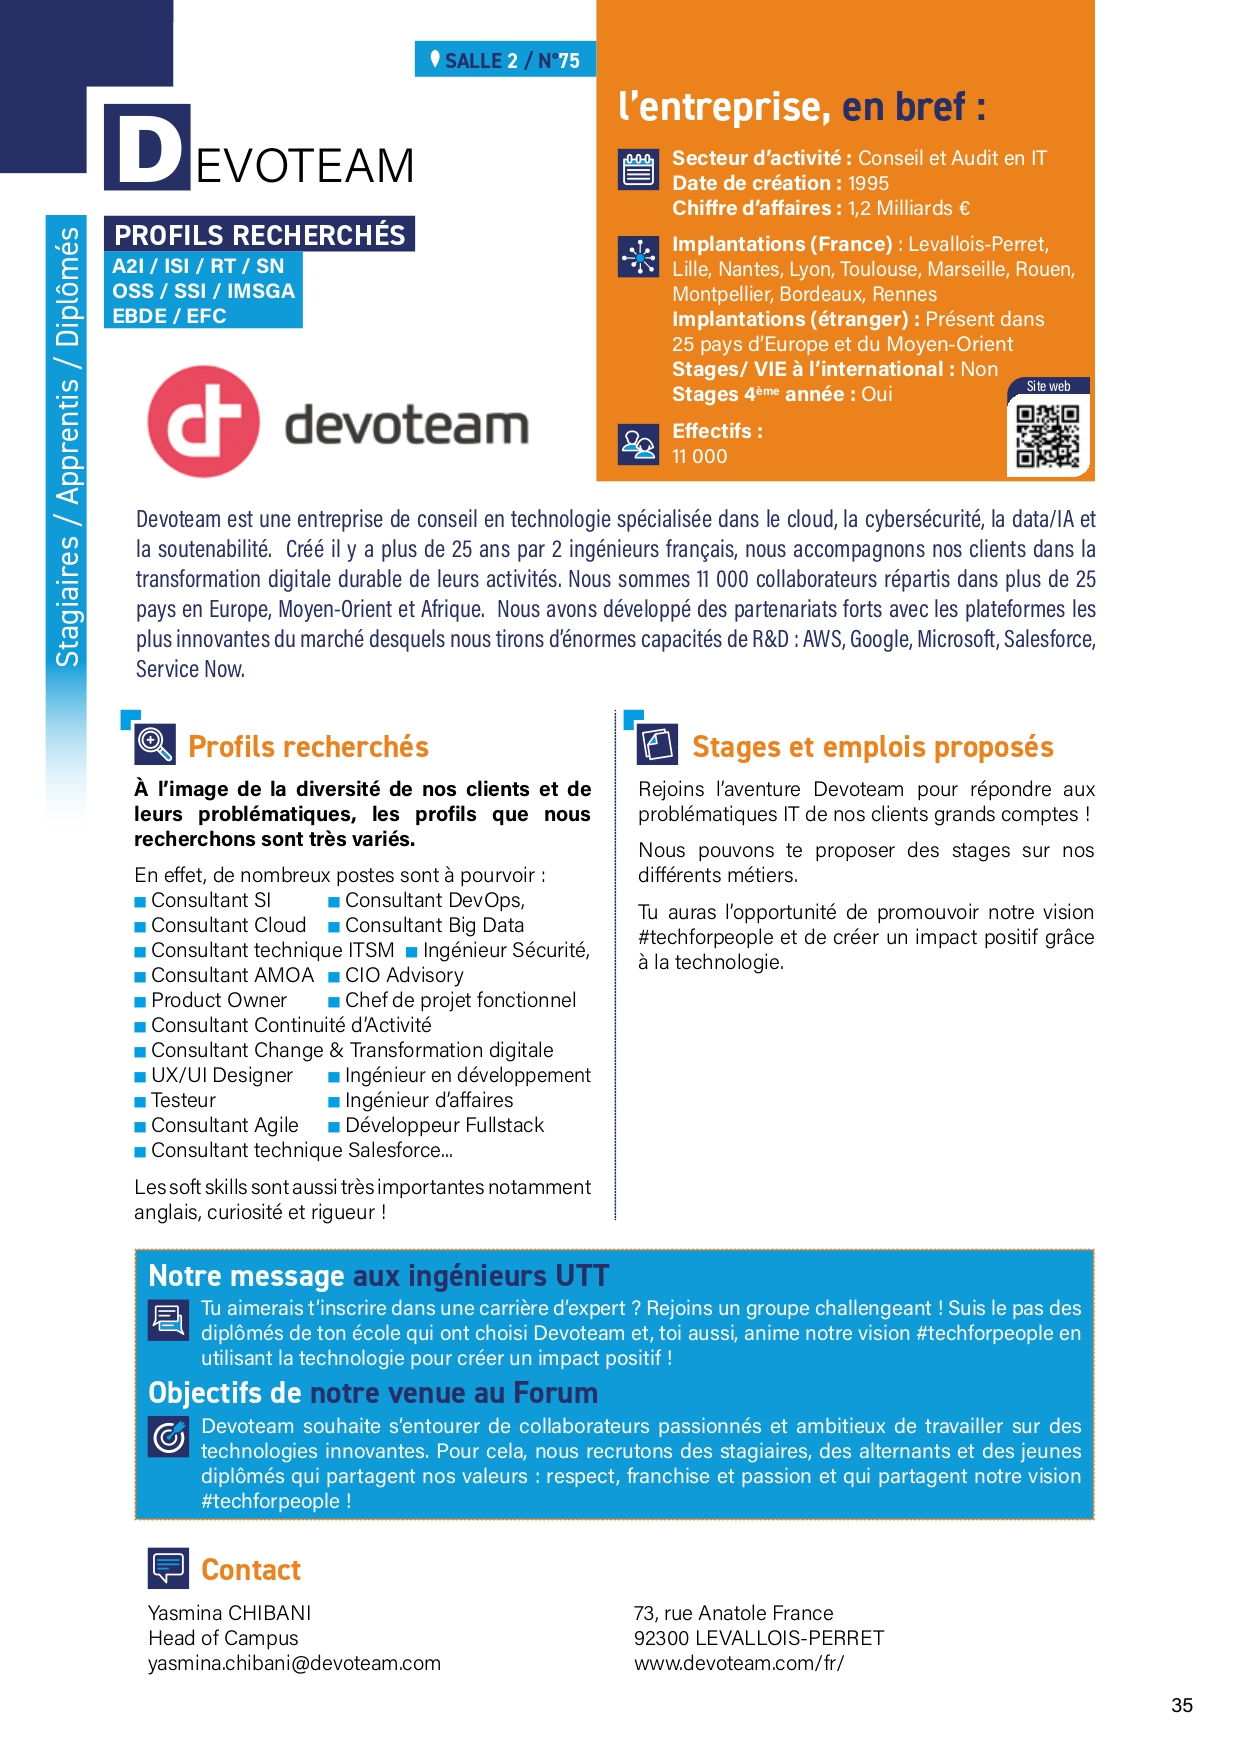 SALLE 2 / N°75
DEVOTEAM
PROFILS RECHERCHÉS
A2I / ISI / RT / SN
OSS / SSI / IMSGA
EBDE / EFC
Stagiaires / Apprentis / Diplômés
devoteam
l'entreprise, en bref :
Secteur d'activité : Conseil et Audit en IT
Date de création : 1995
Chiffre d'affaires : 1,2 Milliards €
Implantations (France) : Levallois-Perret,
Lille, Nantes, Lyon, Toulouse, Marseille, Rouen,
Montpellier, Bordeaux, Rennes
Implantations (étranger) : Présent dans
25 pays d'Europe et du Moyen-Orient
Stages/ VIE à l'international : Non
Stages 4ème année : Oui
Site web
Effectifs :
11 000
Devoteam est une entreprise de conseil en technologie spécialisée dans le cloud, la cybersécurité, la data/IA et
la soutenabilité. Créé il y a plus de 25 ans par 2 ingénieurs français, nous accompagnons nos clients dans la
transformation digitale durable de leurs activités. Nous sommes 11 000 collaborateurs répartis dans plus de 25
pays en Europe, Moyen-Orient et Afrique. Nous avons développé des partenariats forts avec les plateformes les
plus innovantes du marché desquels nous tirons d'énormes capacités de R&D : AWS, Google, Microsoft, Salesforce,
Service Now.
Profils recherchés
À l'image de la diversité de nos clients et de
leurs problématiques, les profils que nous
recherchons sont très variés.
En effet, de nombreux postes sont à pourvoir :
■ Consultant SI ■ Consultant DevOps,
■ Consultant Cloud ■ Consultant Big Data
■ Consultant technique ITSM ■ Ingénieur Sécurité,
■ Consultant AMOA ■ CIO Advisory
■ Product Owner ■ Chef de projet fonctionnel
■ Consultant Continuité d'Activité
■ Consultant Change & Transformation digitale
■ UX/UI Designer ■ Ingénieur en développement
■ Testeur ■ Ingénieur d'affaires
■ Consultant Agile ■ Développeur Fullstack
■ Consultant technique Salesforce...
Les soft skills sont aussi très importantes notamment
anglais, curiosité et rigueur !
Stages et emplois proposés
Rejoins l'aventure Devoteam pour répondre aux
problématiques IT de nos clients grands comptes !
Nous pouvons te proposer des stages sur nos
différents métiers.
Tu auras l'opportunité de promouvoir notre vision
#techforpeople et de créer un impact positif grâce
à la technologie.
Notre message aux ingénieurs UTT
Tu aimerais t'inscrire dans une carrière d'expert ? Rejoins un groupe challengeant ! Suis le pas des
diplômés de ton école qui ont choisi Devoteam et, toi aussi, anime notre vision #techforpeople en
utilisant la technologie pour créer un impact positif !
Objectifs de notre venue au Forum
Devoteam souhaite s'entourer de collaborateurs passionnés et ambitieux de travailler sur des
technologies innovantes. Pour cela, nous recrutons des stagiaires, des alternants et des jeunes
diplômés qui partagent nos valeurs : respect, franchise et passion et qui partagent notre vision
#techforpeople !
Contact
Yasmina CHIBANI
Head of Campus
yasmina.chibani@devoteam.com
73, rue Anatole France
92300 LEVALLOIS-PERRET
www.devoteam.com/fr/
35